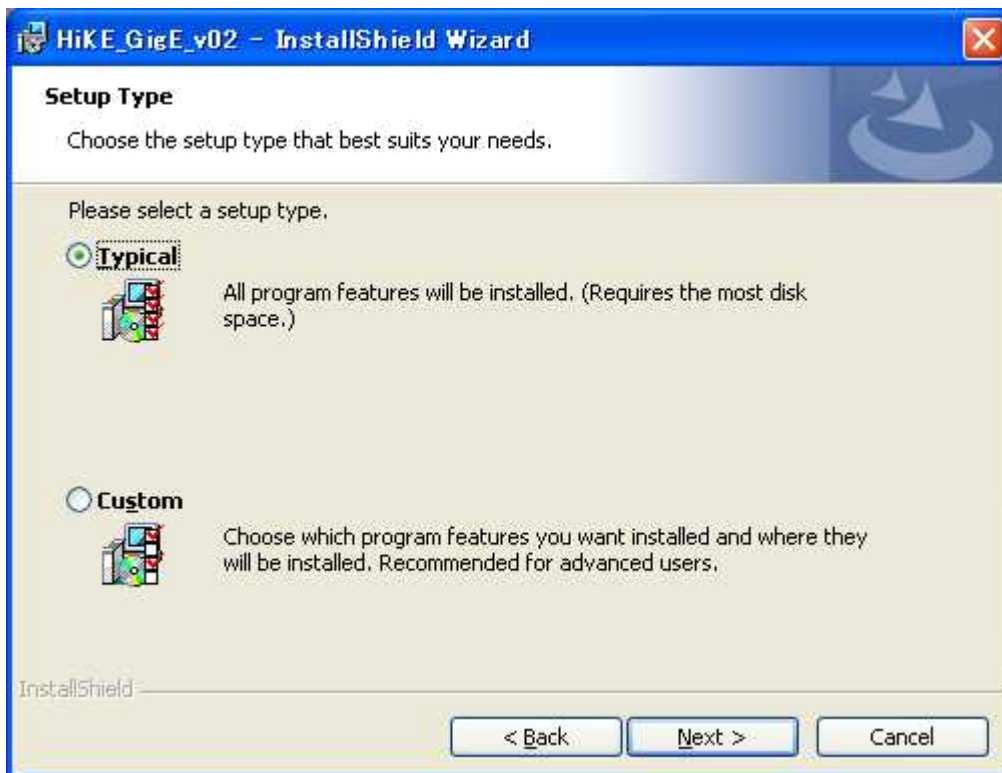 HiKE_GigE_v02 - InstallShield Wizard
Setup Type
Choose the setup type that best suits your needs.
Please select a setup type.
Typical
All program features will be installed. (Requires the most disk
space.)
Custom
Choose which program features you want installed and where they
will be installed. Recommended for advanced users.
InstallShield
< Back
Next >
Cancel